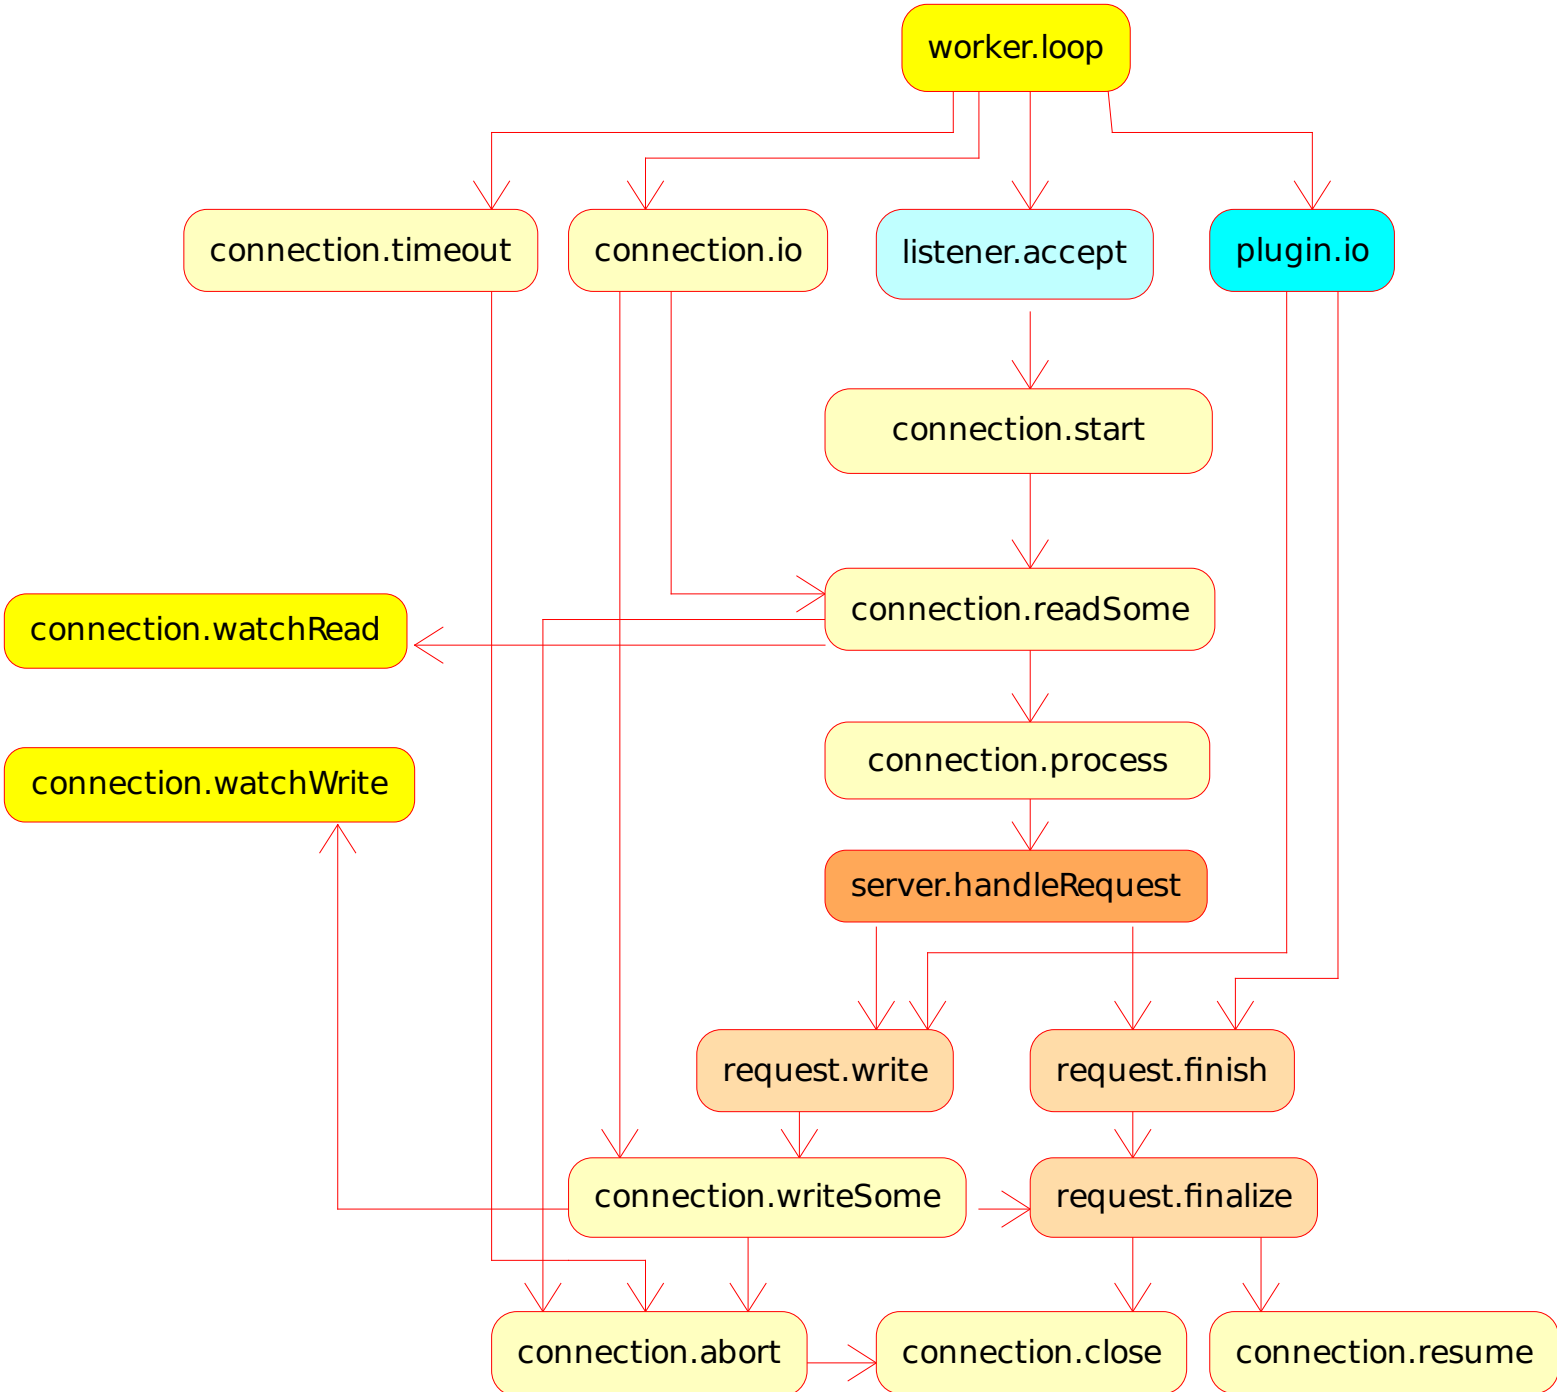 worker.loop
connection.timeout
connection.io
listener.accept
plugin.io
connection.start
connection.readSome
connection.watchRead
connection.process
connection.watchWrite
server.handleRequest
request.write
request.finish
connection.writeSome
request.finalize
connection.abort
connection.close
connection.resume